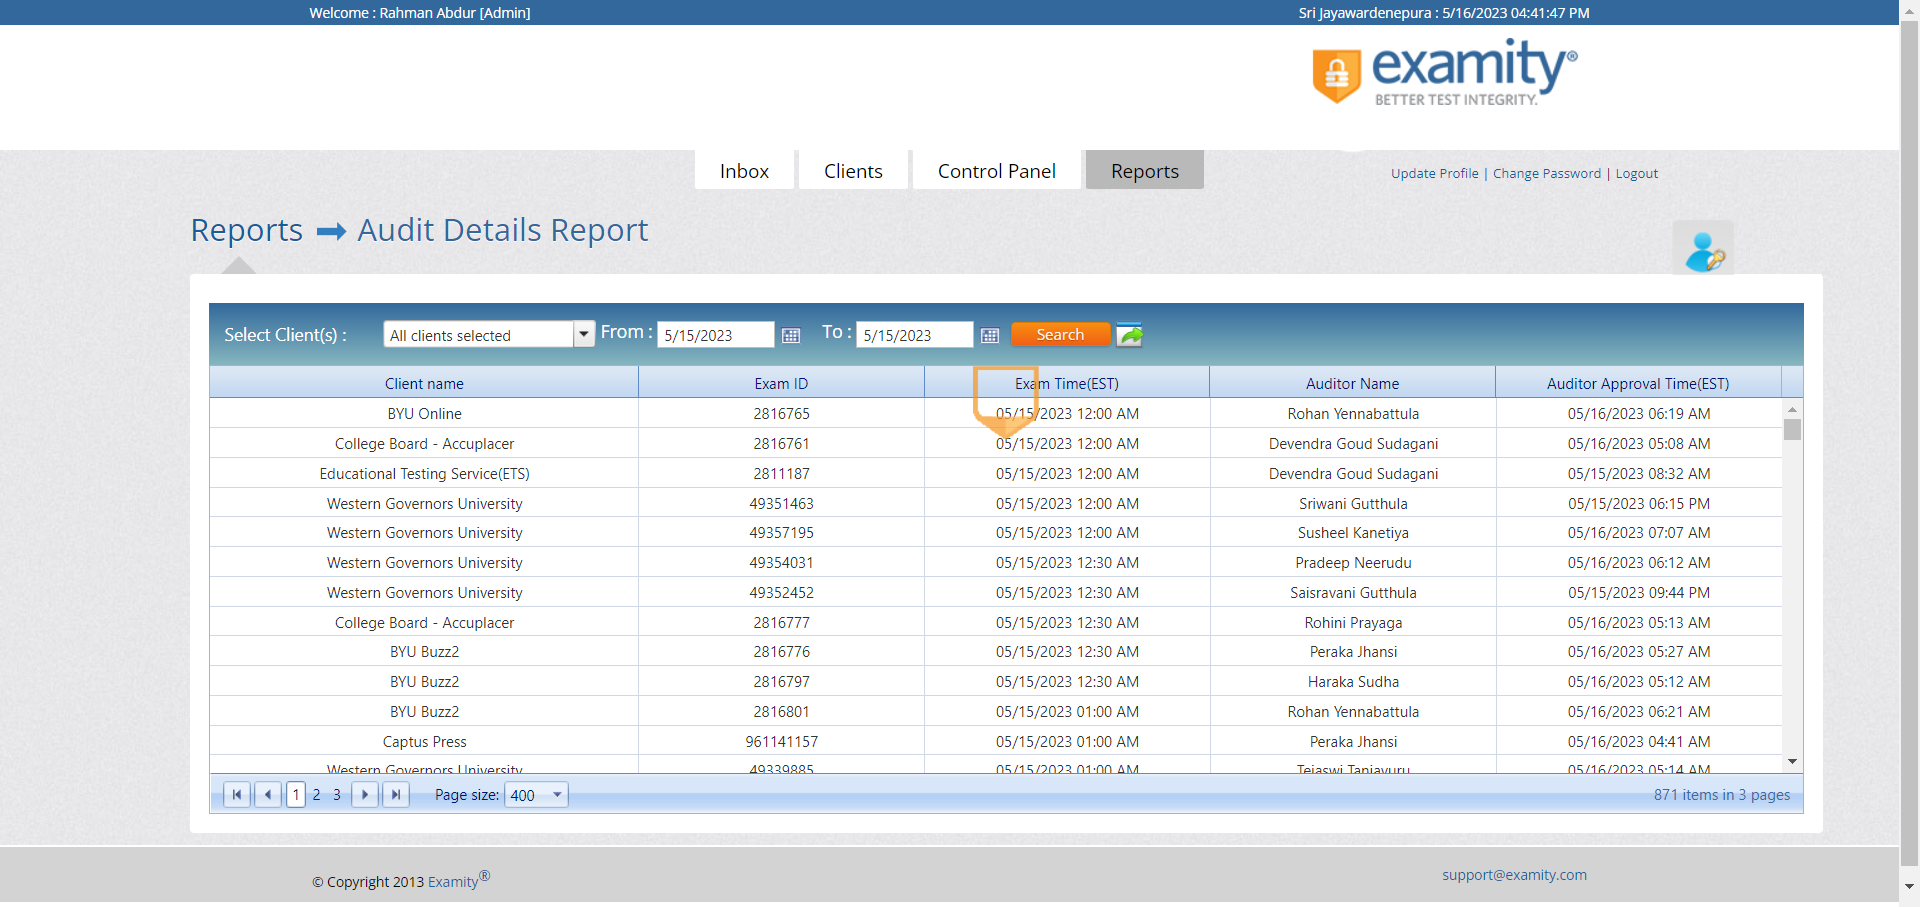 Welcome : Rahman Abdur [Admin]
Sri Jayawardenepura : 5/16/2023 04:41:47 PM
examity®
BETTER TEST INTEGRITY.
Inbox
Clients
Control Panel
Reports
Update Profile | Change Password | Logout
Reports Audit Details Report
Select Client(s) : All clients selected From : 5/15/2023 To : 5/15/2023 Search
Client name Exam ID Exam Time(EST) Auditor Name Auditor Approval Time(EST)
BYU Online 2816765 05/15/2023 12:00 AM Rohan Yennabattula 05/16/2023 06:19 AM
College Board - Accuplacer 2816761 05/15/2023 12:00 AM Devendra Goud Sudagani 05/16/2023 05:08 AM
Educational Testing Service(ETS) 2811187 05/15/2023 12:00 AM Devendra Goud Sudagani 05/15/2023 08:32 AM
Western Governors University 49351463 05/15/2023 12:00 AM Sriwani Gutthula 05/15/2023 06:15 PM
Western Governors University 49357195 05/15/2023 12:00 AM Susheel Kanetiya 05/16/2023 07:07 AM
Western Governors University 49354031 05/15/2023 12:30 AM Pradeep Neerudu 05/16/2023 06:12 AM
Western Governors University 49352452 05/15/2023 12:30 AM Saisravani Gutthula 05/15/2023 09:44 PM
College Board - Accuplacer 2816777 05/15/2023 12:30 AM Rohini Prayaga 05/16/2023 05:13 AM
BYU Buzz2 2816776 05/15/2023 12:30 AM Peraka Jhansi 05/16/2023 05:27 AM
BYU Buzz2 2816797 05/15/2023 12:30 AM Haraka Sudha 05/16/2023 05:12 AM
BYU Buzz2 2816801 05/15/2023 01:00 AM Rohan Yennabattula 05/16/2023 06:21 AM
Captus Press 961141157 05/15/2023 01:00 AM Peraka Jhansi 05/16/2023 04:41 AM
Western Governors University 49339885 05/15/2023 01:00 AM Tejaswi Tanjavuru 05/16/2023 05:14 AM
1 2 3 Page size: 400 871 items in 3 pages
© Copyright 2013 Examity®
support@examity.com